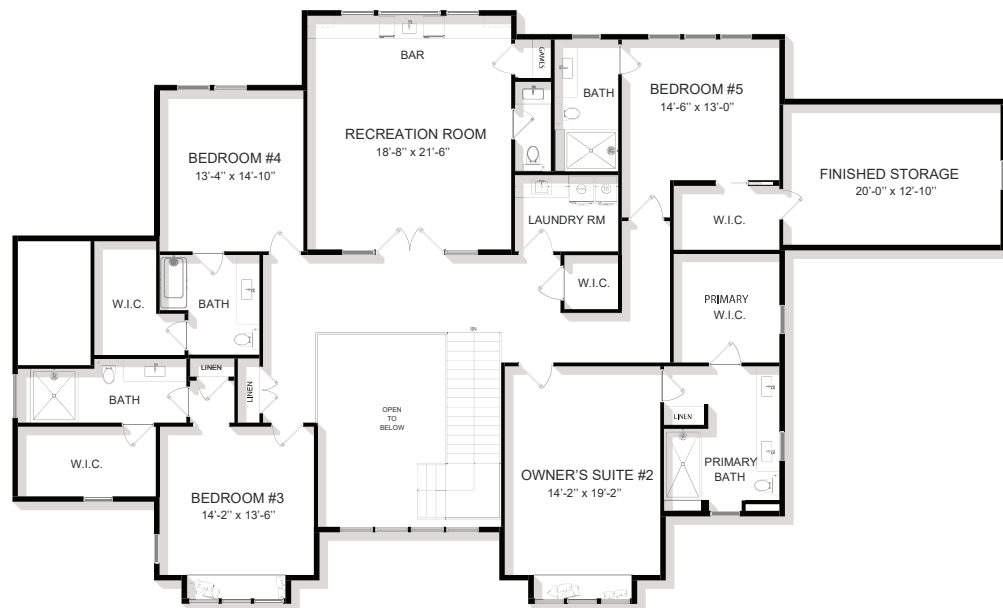 BAR
GAMES
BATH
BEDROOM #5
14'-6" x 13'-0"
RECREATION ROOM
18'-8" x 21'-6"
BEDROOM #4
13'-4" x 14'-10"
FINISHED STORAGE
20'-0" x 12'-10"
LAUNDRY RM
W.I.C.
W.I.C.
W.I.C.
BATH
PRIMARY
W.I.C.
DN
LINEN
LINEN
BATH
OPEN
TO
BELOW
LINEN
W.I.C.
PRIMARY
BATH
OWNER'S SUITE #2
14'-2" x 19'-2"
BEDROOM #3
14'-2" x 13'-6"